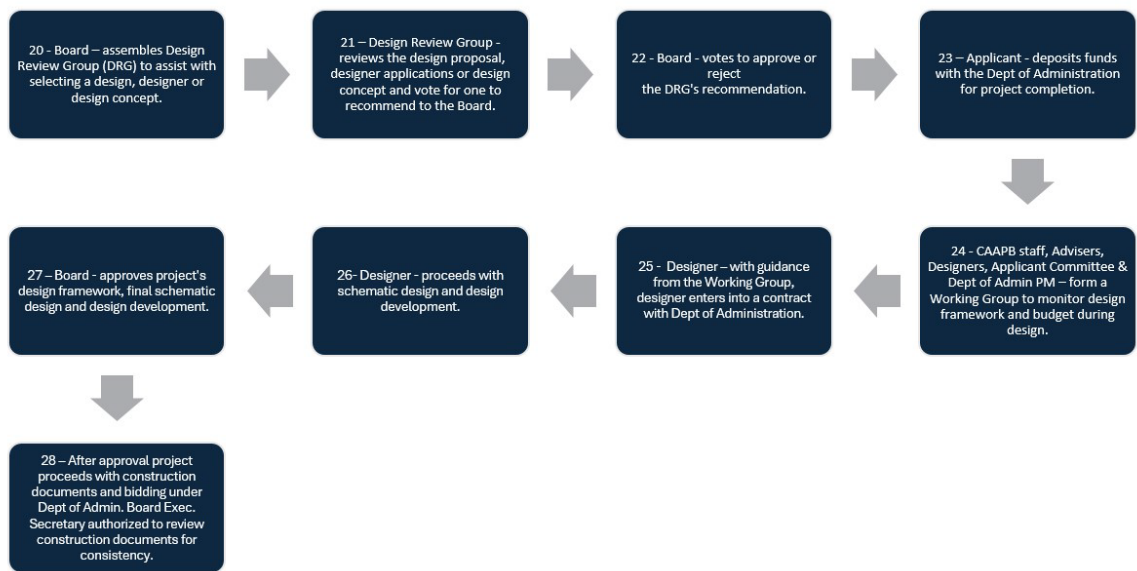 20 - Board – assembles Design
Review Group (DRG) to assist with
selecting a design, designer or
design concept.
21 – Design Review Group -
reviews the design proposal,
designer applications or design
concept and vote for one to
recommend to the Board.
22 - Board - votes to approve or
reject
the DRG's recommendation.
23 – Applicant - deposits funds
with the Dept of Administration
for project completion.
24 - CAAPB staff, Advisers,
Designers, Applicant Committee &
Dept of Admin PM – form a
Working Group to monitor design
framework and budget during
design.
25 - Designer – with guidance
from the Working Group,
designer enters into a contract
with Dept of Administration.
26- Designer - proceeds with
schematic design and design
development.
27 – Board - approves project's
design framework, final schematic
design and design development.
28 – After approval project
proceeds with construction
documents and bidding under
Dept of Admin. Board Exec.
Secretary authorized to review
construction documents for
consistency.